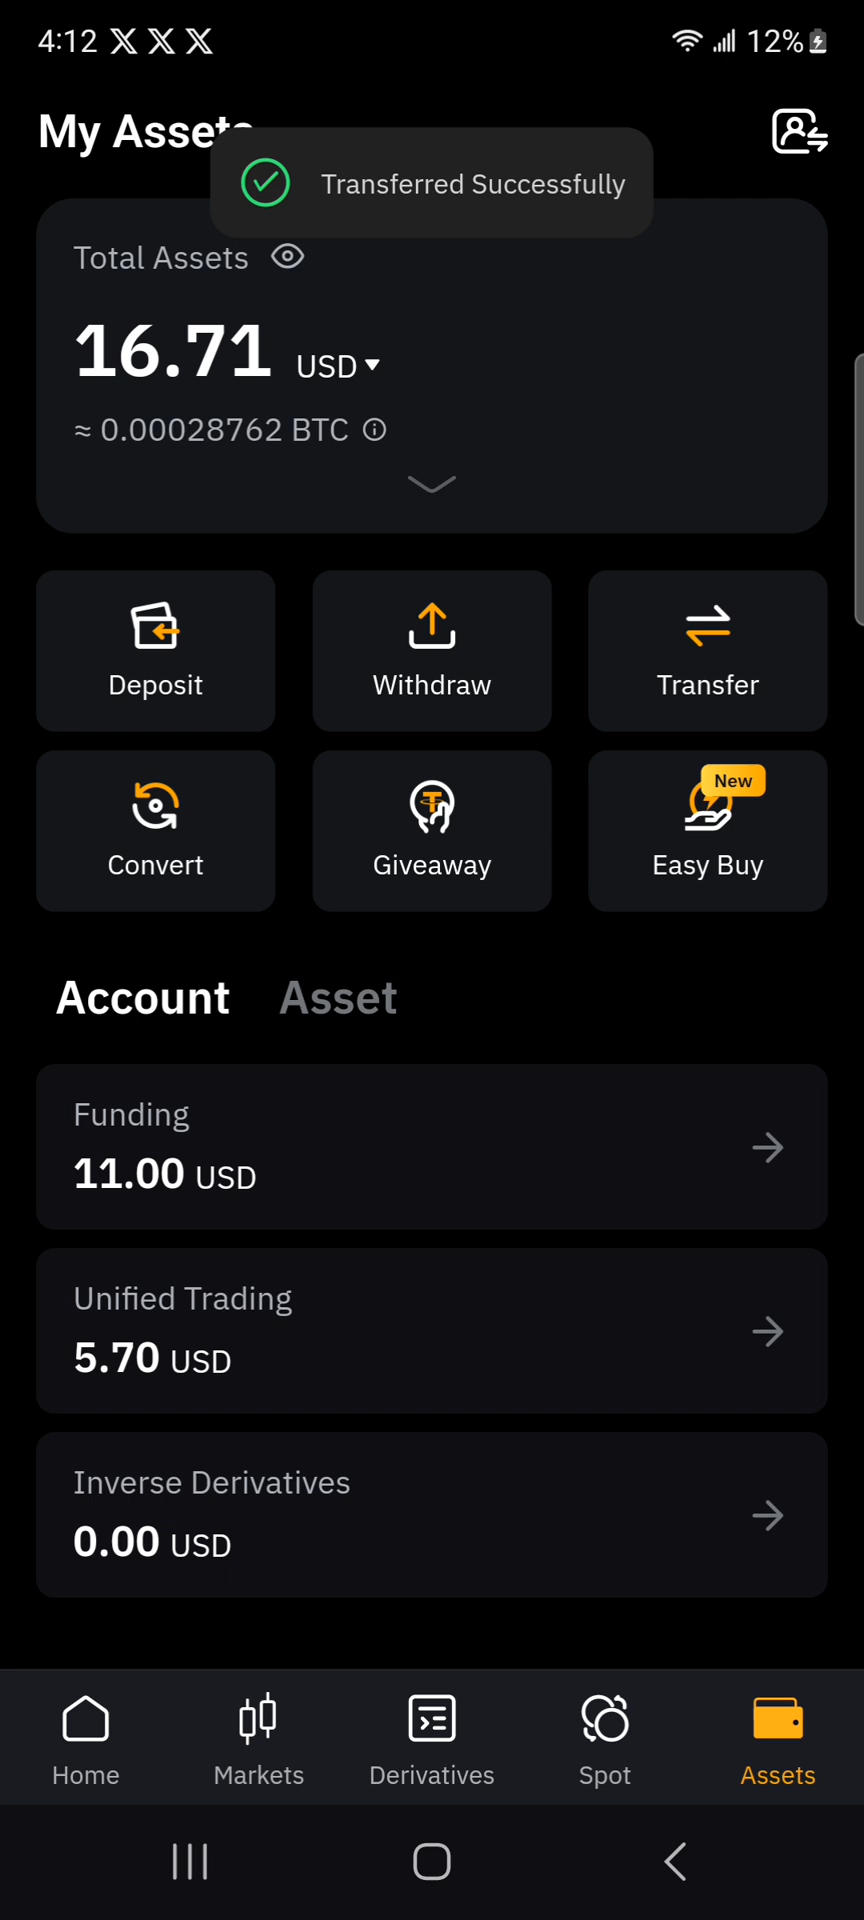 4:12
12%
My Assets
Transferred Successfully
Total Assets
16.71 USD
≈ 0.00028762 BTC
Deposit
Withdraw
Transfer
New
Convert
Giveaway
Easy Buy
Account
Asset
Funding
11.00 USD
Unified Trading
5.70 USD
Inverse Derivatives
0.00 USD
Home
Markets
Derivatives
Spot
Assets